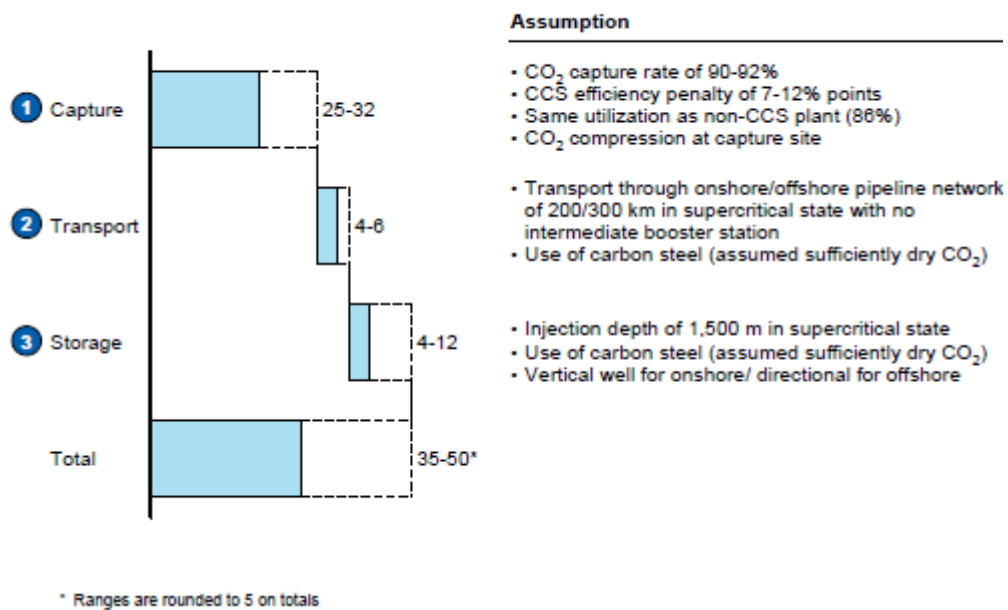 Assumption
1 Capture
25-32
• CO₂ capture rate of 90-92%
• CCS efficiency penalty of 7-12% points
• Same utilization as non-CCS plant (86%)
• CO₂ compression at capture site
2 Transport
4-6
• Transport through onshore/offshore pipeline network
of 200/300 km in supercritical state with no
intermediate booster station
• Use of carbon steel (assumed sufficiently dry CO₂)
3 Storage
4-12
• Injection depth of 1,500 m in supercritical state
• Use of carbon steel (assumed sufficiently dry CO₂)
• Vertical well for onshore/ directional for offshore
Total
35-50*
* Ranges are rounded to 5 on totals